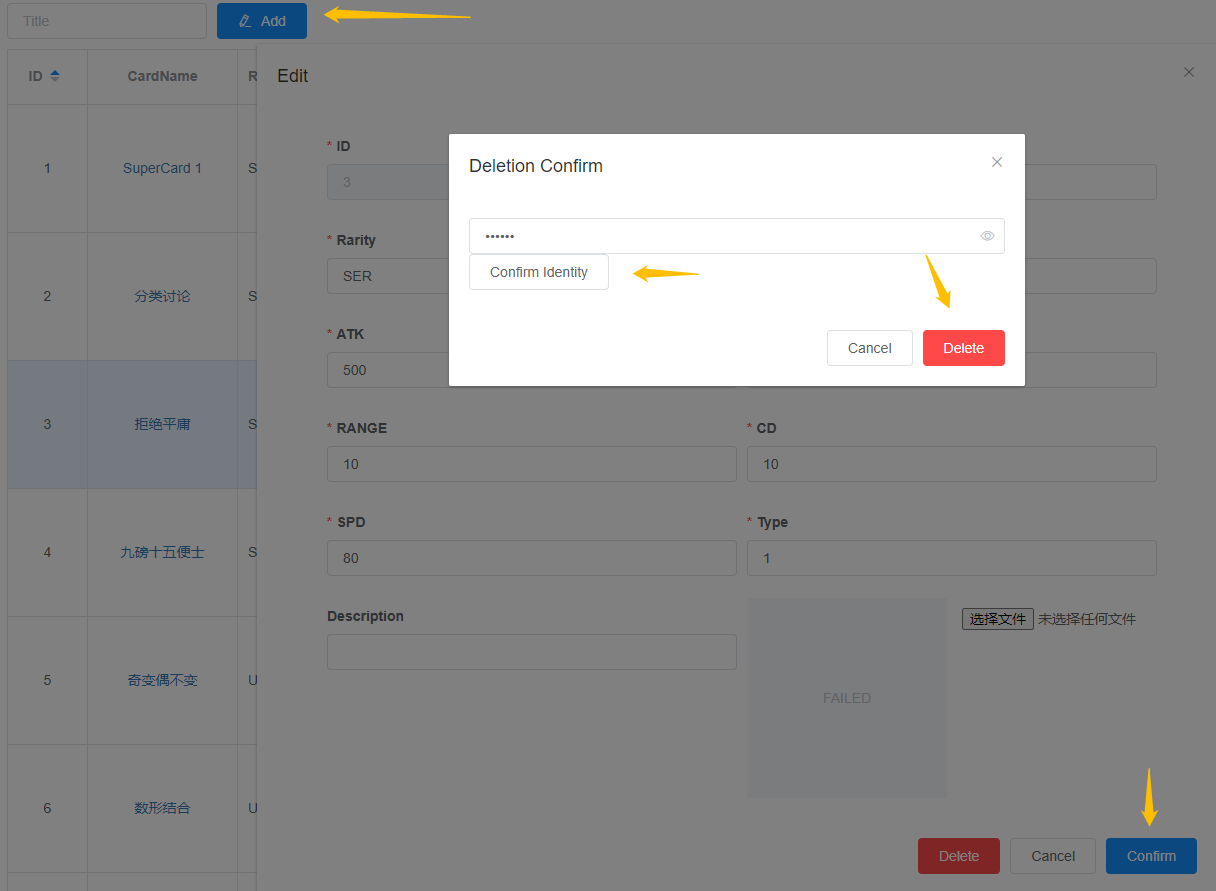 Title
Add
ID CardName R
Edit
1 SuperCard 1 S
2 分类讨论 S
3 拒绝平庸 S
4 九磅十五便士 S
5 奇变偶不变 U
6 数形结合 U
* ID
3
* Rarity
SER
* ATK
500
Deletion Confirm
••••••
Confirm Identity
Cancel Delete
* RANGE * CD
10 10
* SPD * Type
80 1
Description
选择文件 未选择任何文件
FAILED
Delete Cancel Confirm